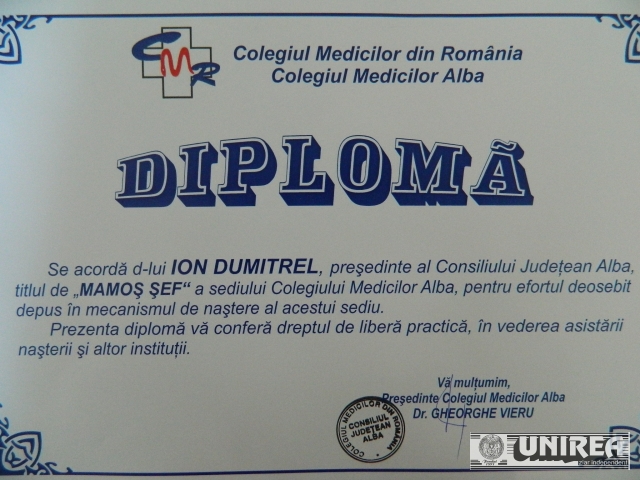 CMR
Colegiul Medicilor din România
Colegiul Medicilor Alba
DIPLOMĂ
Se acordă d-lui ION DUMITREL, preşedinte al Consiliului Judeţean Alba,
titlul de „MAMOŞ ŞEF“ a sediului Colegiului Medicilor Alba, pentru efortul deosebit
depus în mecanismul de naştere al acestui sediu.
Prezenta diplomă vă conferă dreptul de liberă practică, în vederea asistării
naşterii şi altor instituţii.
Vă mulţumim,
Preşedinte Colegiul Medicilor Alba
Dr. GHEORGHE VIERU
COLEGIUL MEDICILOR DIN ROMÂNIA
CONSILIUL
JUDEŢEAN
ALBA
UNIREA
ziar independent